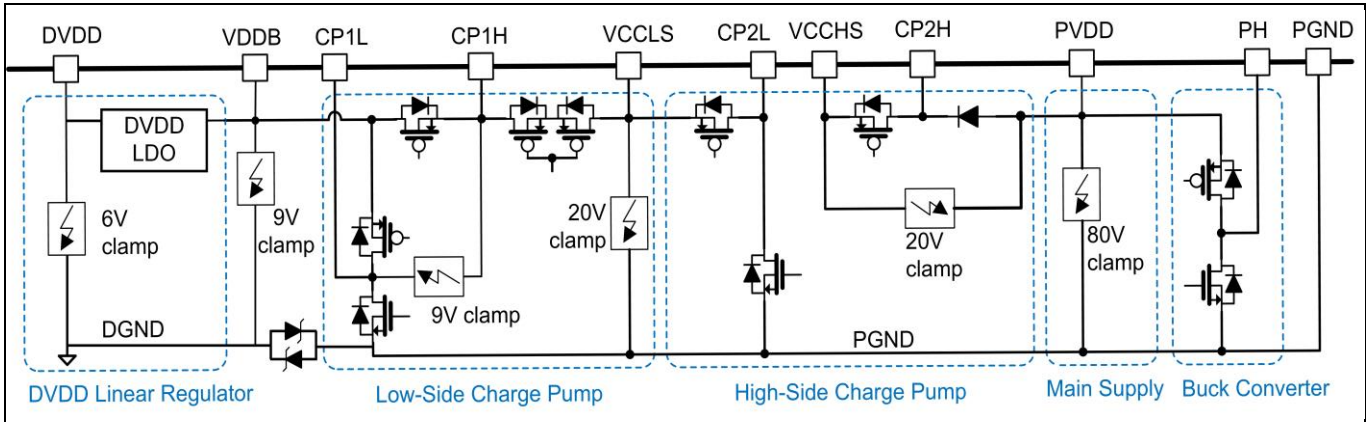 DVDD
VDDB
CP1L
CP1H
VCCLS
CP2L
VCCHS
CP2H
PVDD
PH
PGND
DVDD
LDO
6V
clamp
9V
clamp
9V clamp
20V
clamp
20V
clamp
80V
clamp
DGND
PGND
DVDD Linear Regulator
Low-Side Charge Pump
High-Side Charge Pump
Main Supply
Buck Converter